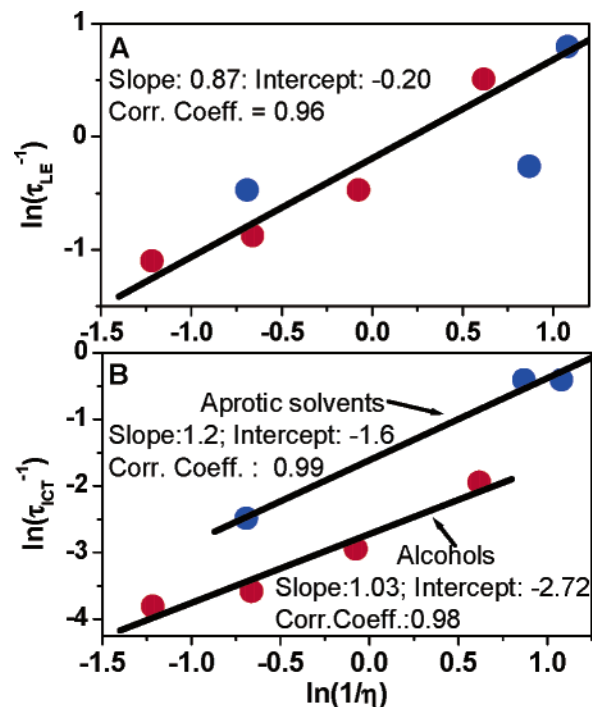 1
A
Slope: 0.87: Intercept: -0.20
Corr. Coeff. = 0.96
0
-1
ln(τLE⁻¹)
-1.5 -1.0 -0.5 0.0 0.5 1.0
0
B
Aprotic solvents
-1
Slope:1.2; Intercept: -1.6
Corr. Coeff. : 0.99
-2
-3
Alcohols
Slope:1.03; Intercept: -2.72
-4
Corr.Coeff.:0.98
ln(τICT⁻¹)
-1.5 -1.0 -0.5 0.0 0.5 1.0
ln(1/η)